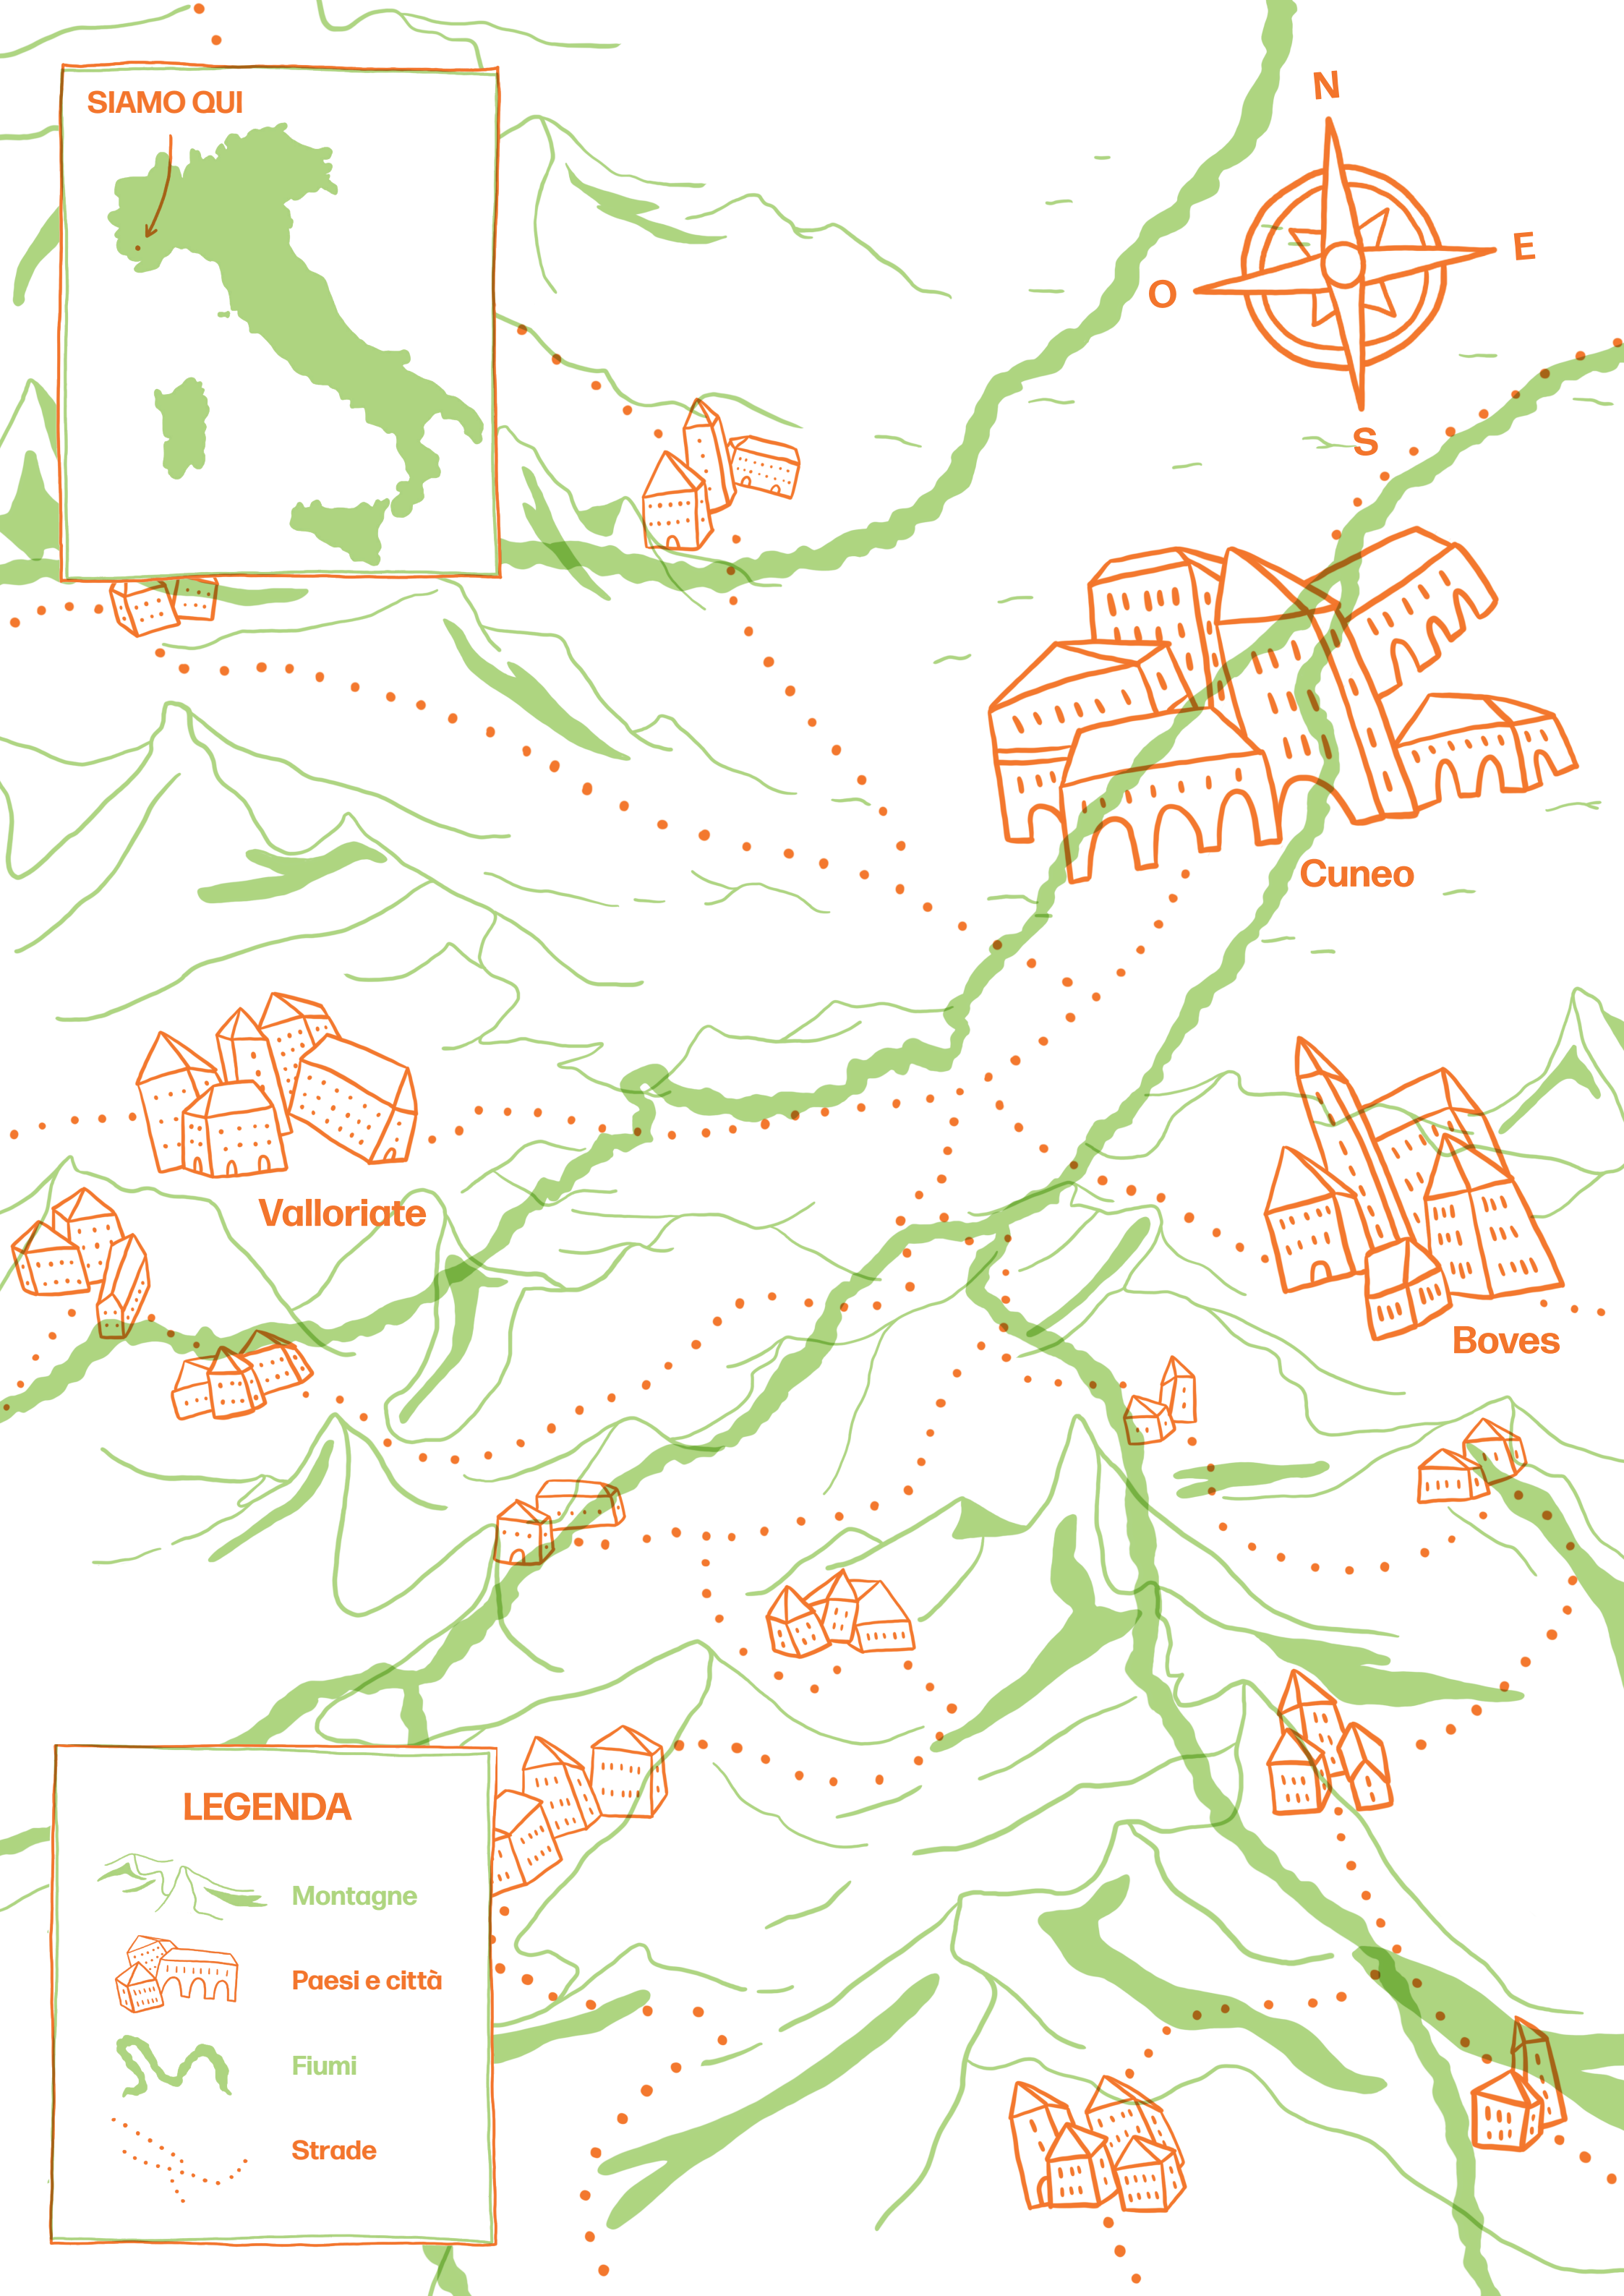 SIAMO QUI
N
E
O
S
Cuneo
Valloriate
Boves
LEGENDA
Montagne
Paesi e città
Fiumi
Strade